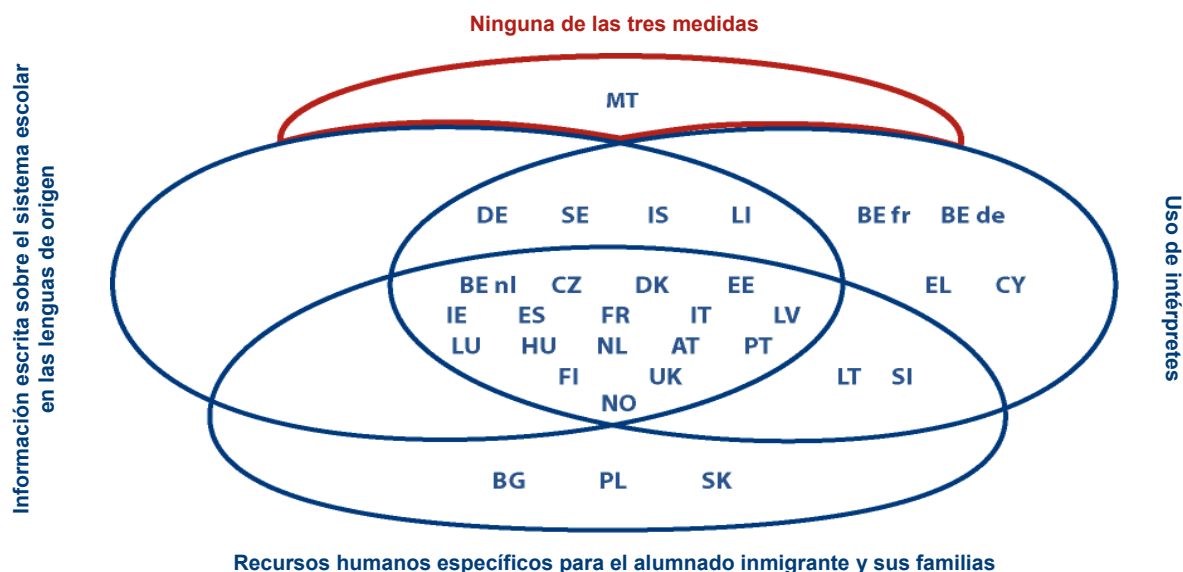 Ninguna de las tres medidas
MT
Información escrita sobre el sistema escolar
en las lenguas de origen
DE SE IS LI BE fr BE de
BE nl CZ DK EE EL CY
IE ES FR IT LV
LU HU NL AT PT
FI UK LT SI
NO
BG PL SK
Uso de intérpretes
Recursos humanos específicos para el alumnado inmigrante y sus familias